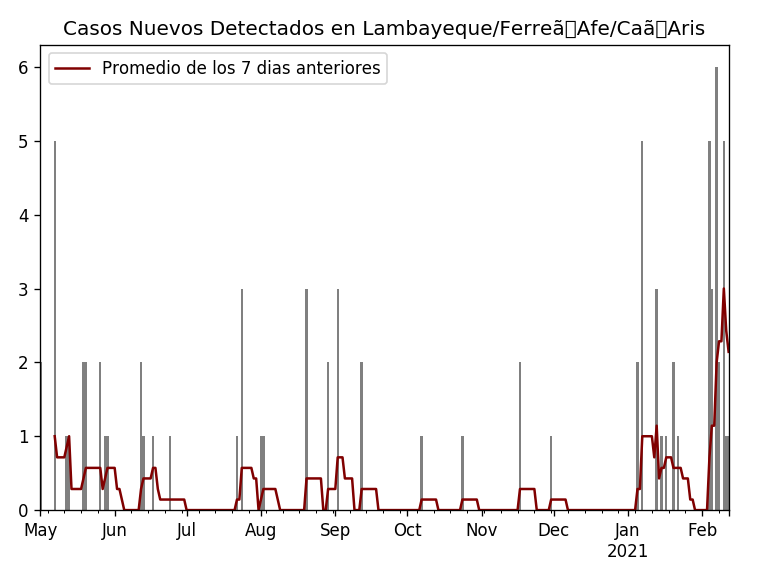 Casos Nuevos Detectados en Lambayeque/Ferreã▯Afe/Caã▯Aris
Promedio de los 7 dias anteriores
6
5
4
3
2
1
0
May Jun Jul Aug Sep Oct Nov Dec Jan Feb
2021